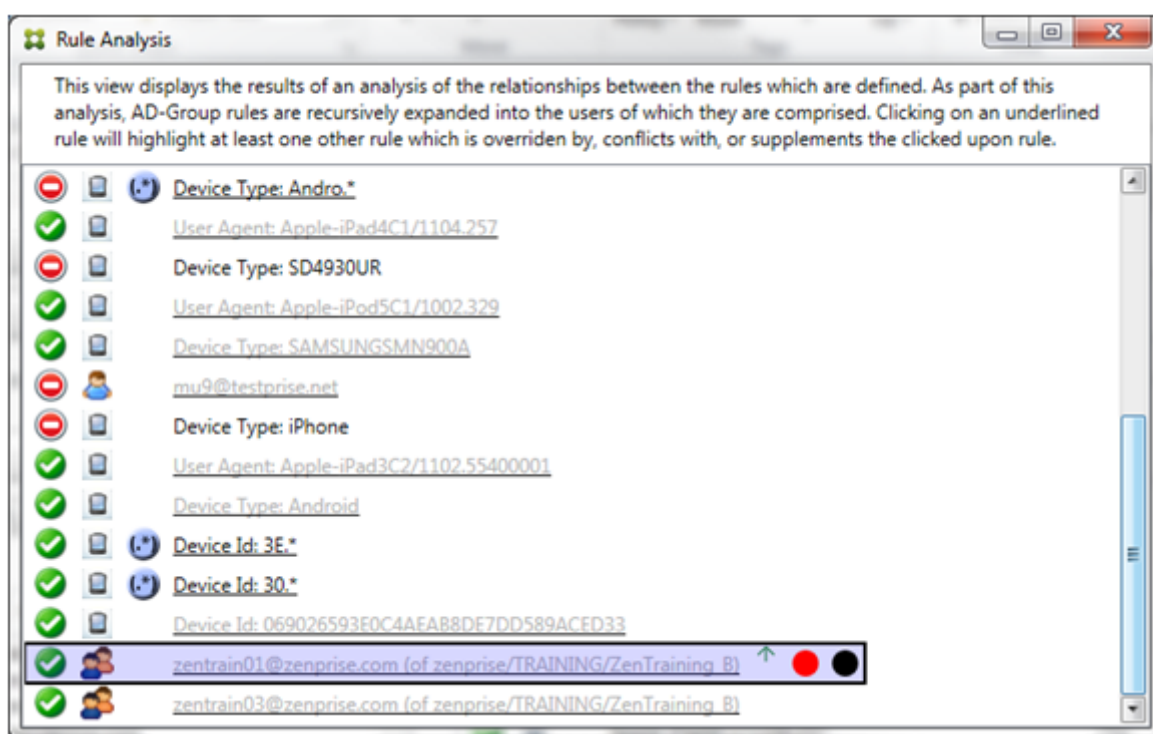 Rule Analysis
This view displays the results of an analysis of the relationships between the rules which are defined. As part of this
analysis, AD-Group rules are recursively expanded into the users of which they are comprised. Clicking on an underlined
rule will highlight at least one other rule which is overriden by, conflicts with, or supplements the clicked upon rule.
(.*) Device Type: Andro.*
User Agent: Apple-iPad4C1/1104.257
Device Type: SD4930UR
User Agent: Apple-iPod5C1/1002.329
Device Type: SAMSUNGSMN900A
mu9@testprise.net
Device Type: iPhone
User Agent: Apple-iPad3C2/1102.55400001
Device Type: Android
(.*) Device Id: 3E.*
(.*) Device Id: 30.*
Device Id: 069026593E0C4AEAB8DE7DD589ACED33
zentrain01@zenprise.com (of zenprise/TRAINING/ZenTraining_B)
zentrain03@zenprise.com (of zenprise/TRAINING/ZenTraining_B)